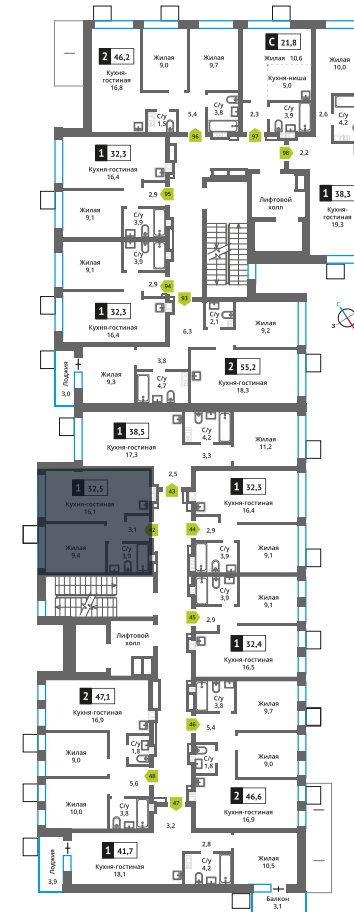 2 46,2
Кухня-гостиная
16,8
Жилая
9,0
Жилая
9,7
С 21,8
Жилая 10,6
Кухня-ниша
5,0
Жилая
10,0
С/у
1,5
5,4
С/у
3,8
2,3
С/у
3,9
2,6
С/у
4,2
96
97
98
2,2
1 32,3
Кухня-гостиная
16,4
2,9
95
Жилая
9,1
С/у
3,9
Лифтовой
холл
1 38,3
Кухня-гостиная
19,3
Жилая
9,1
С/у
3,9
2,9
94
93
1 32,3
Кухня-гостиная
16,4
6,3
С/у
2,1
Жилая
9,2
С
З
Лоджия
3,0
Жилая
9,3
3,8
С/у
4,7
2 55,2
Кухня-гостиная
18,3
1 38,5
Кухня-гостиная
17,3
С/у
4,2
3,3
Жилая
11,2
2,5
43
1 32,5
Кухня-гостиная
16,1
3,1
42
Жилая
9,4
С/у
3,9
1 32,3
Кухня-гостиная
16,4
44
2,9
С/у
3,9
Жилая
9,1
С/у
3,9
Жилая
9,1
45
2,9
1 32,4
Кухня-гостиная
16,5
Лифтовой
холл
2 47,1
Кухня-гостиная
16,9
С/у
1,8
Жилая
9,0
48
5,6
Жилая
10,0
С/у
3,8
47
3,2
С/у
3,8
Жилая
9,7
46
5,4
С/у
1,8
Жилая
9,0
2 46,6
Кухня-гостиная
16,9
Лоджия
3,9
1 41,7
Кухня-гостиная
18,1
2,8
С/у
4,2
Жилая
10,5
Балкон
3,1